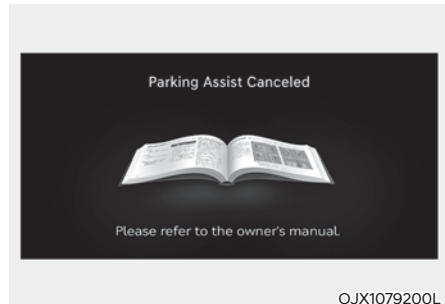 Parking Assist Canceled
Please refer to the owner's manual.
OJX1079200L